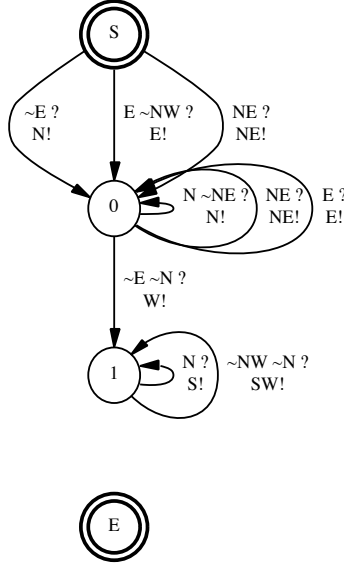 S
~E ?
N!
E ~NW ?
E!
NE ?
NE!
0
N ~NE ?
N!
NE ?
NE!
E ?
E!
~E ~N ?
W!
1
N ?
S!
~NW ~N ?
SW!
E